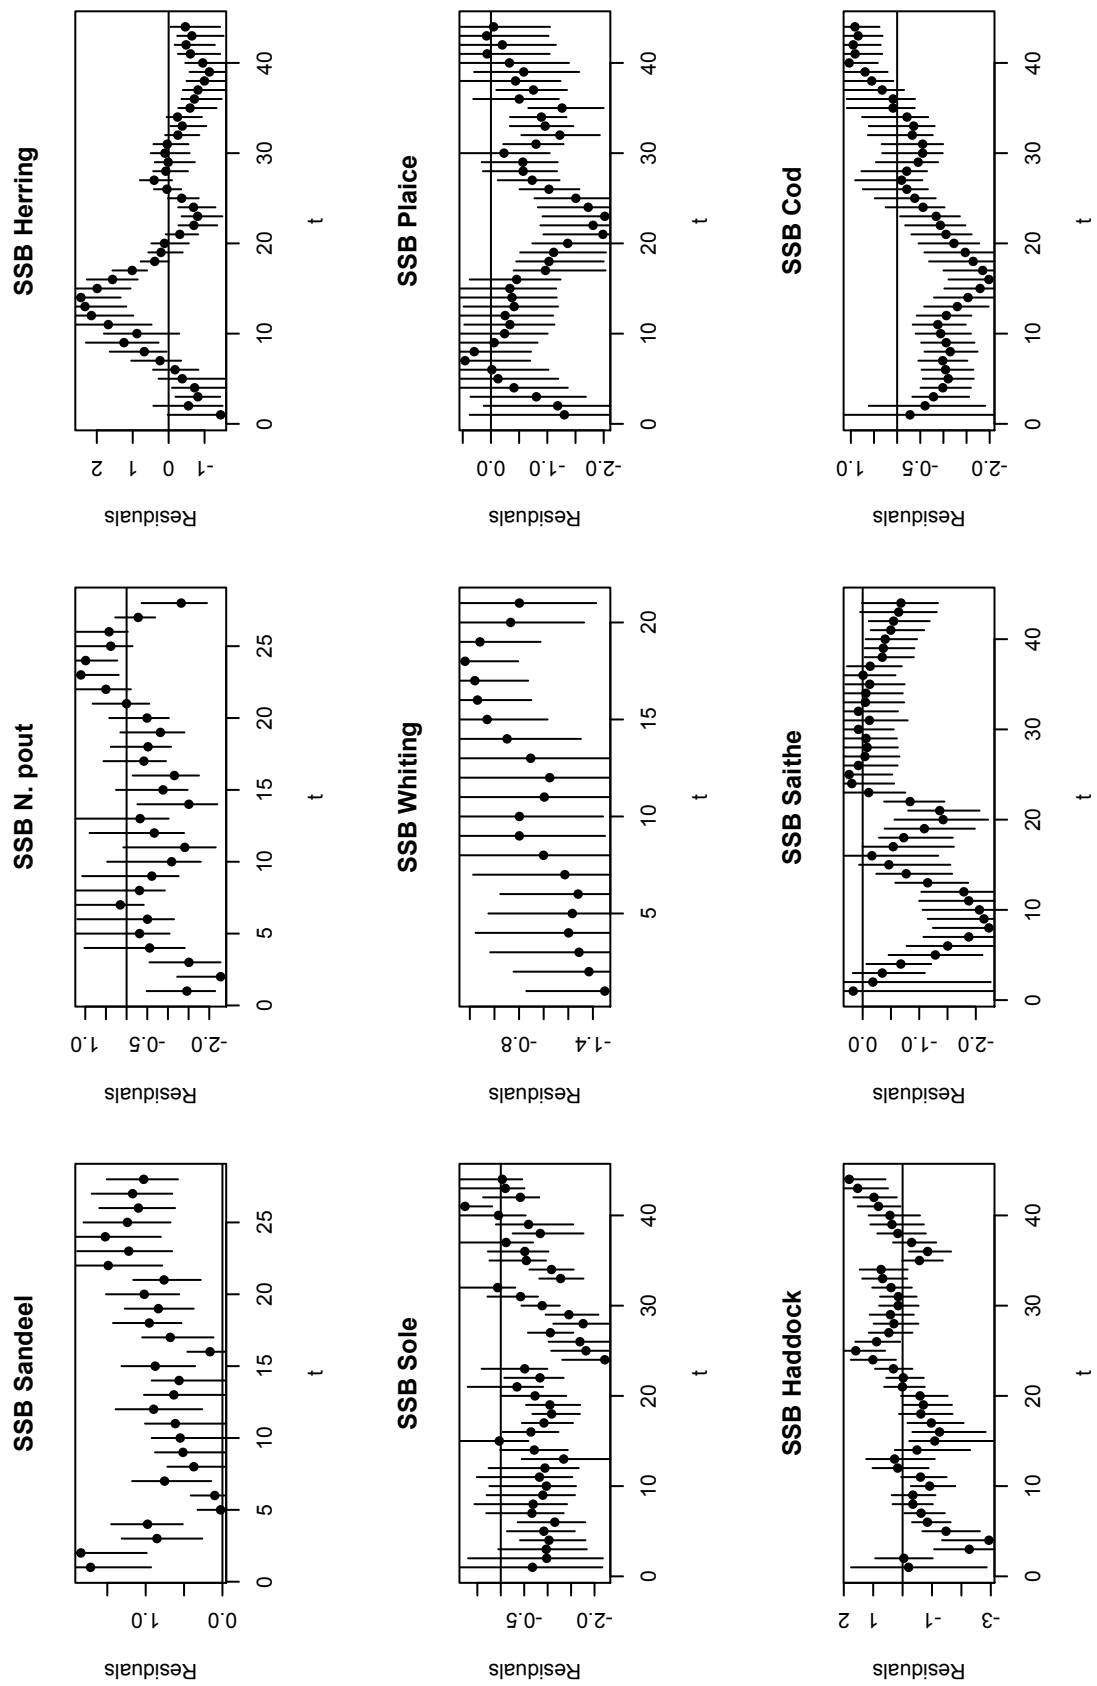 SSB Sandeel
Residuals
1.0
0.0
0 5 10 15 20 25
t
SSB N. pout
Residuals
1.0
-0.5
-2.0
0 5 10 15 20 25
t
SSB Herring
Residuals
2
1
0
-1
0 10 20 30 40
t
SSB Sole
Residuals
-0.5
-2.0
0 10 20 30 40
t
SSB Whiting
Residuals
-0.8
-1.4
5 10 15 20
t
SSB Plaice
Residuals
0.0
-1.0
-2.0
0 10 20 30 40
t
SSB Haddock
Residuals
2
1
-1
-3
0 10 20 30 40
t
SSB Saithe
Residuals
0.0
-1.0
-2.0
0 10 20 30 40
t
SSB Cod
Residuals
1.0
-0.5
-2.0
0 10 20 30 40
t